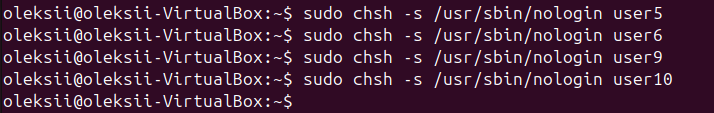 oleksii@oleksii-VirtualBox:~$ sudo chsh -s /usr/sbin/nologin user5
oleksii@oleksii-VirtualBox:~$ sudo chsh -s /usr/sbin/nologin user6
oleksii@oleksii-VirtualBox:~$ sudo chsh -s /usr/sbin/nologin user9
oleksii@oleksii-VirtualBox:~$ sudo chsh -s /usr/sbin/nologin user10
oleksii@oleksii-VirtualBox:~$